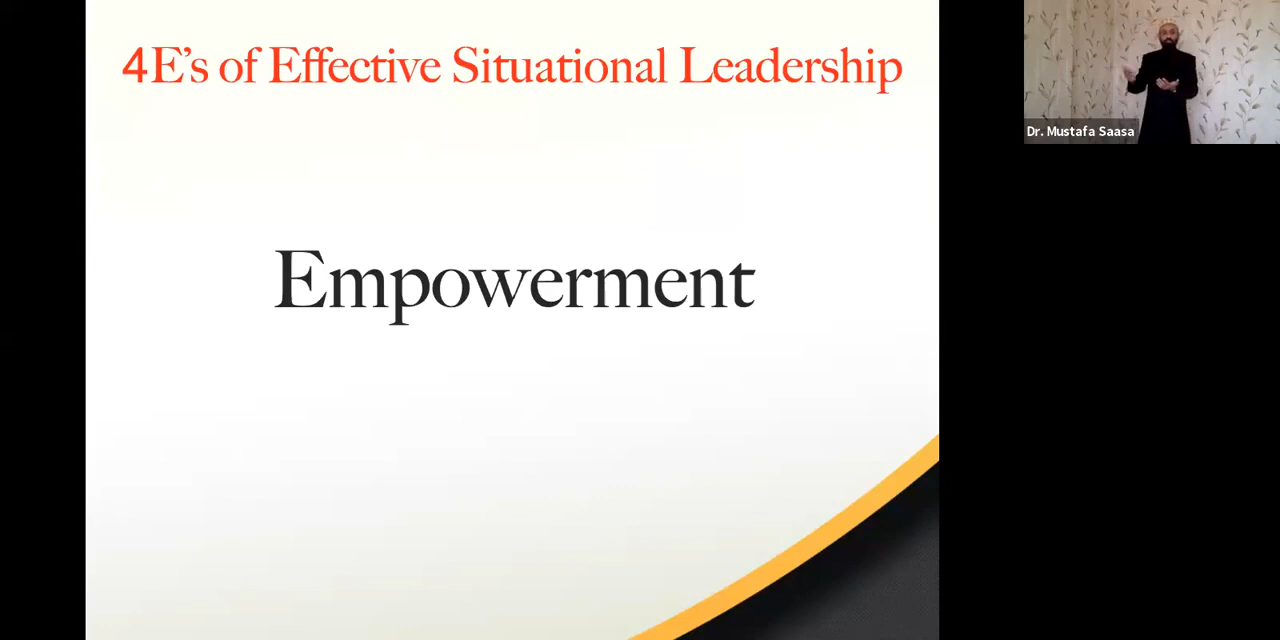 4E’s of Effective Situational Leadership
Empowerment
Dr. Mustafa Saasa